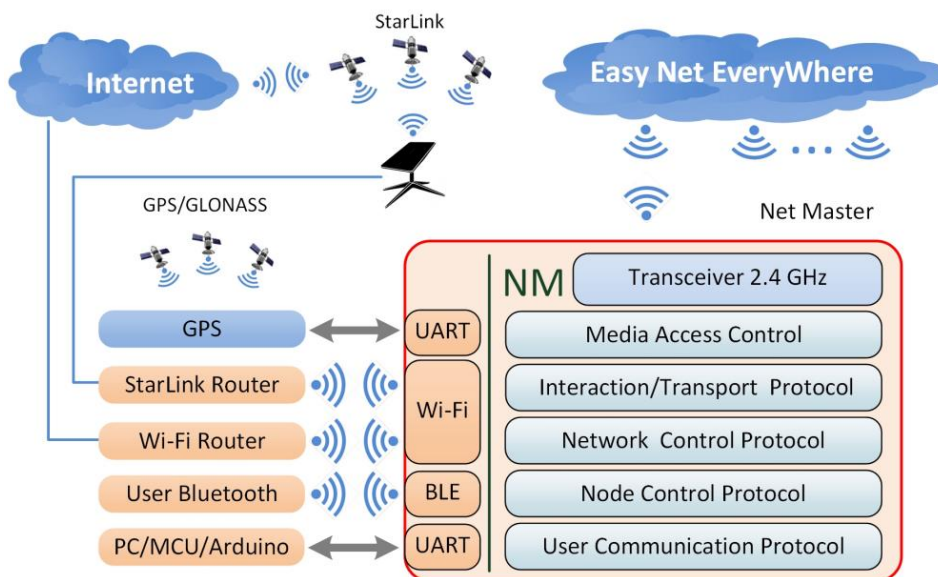 StarLink
Internet
Easy Net EveryWhere
GPS/GLONASS
Net Master
NM
Transceiver 2.4 GHz
GPS
UART
Media Access Control
StarLink Router
Wi-Fi
Interaction/Transport Protocol
Wi-Fi Router
Network Control Protocol
User Bluetooth
BLE
Node Control Protocol
PC/MCU/Arduino
UART
User Communication Protocol